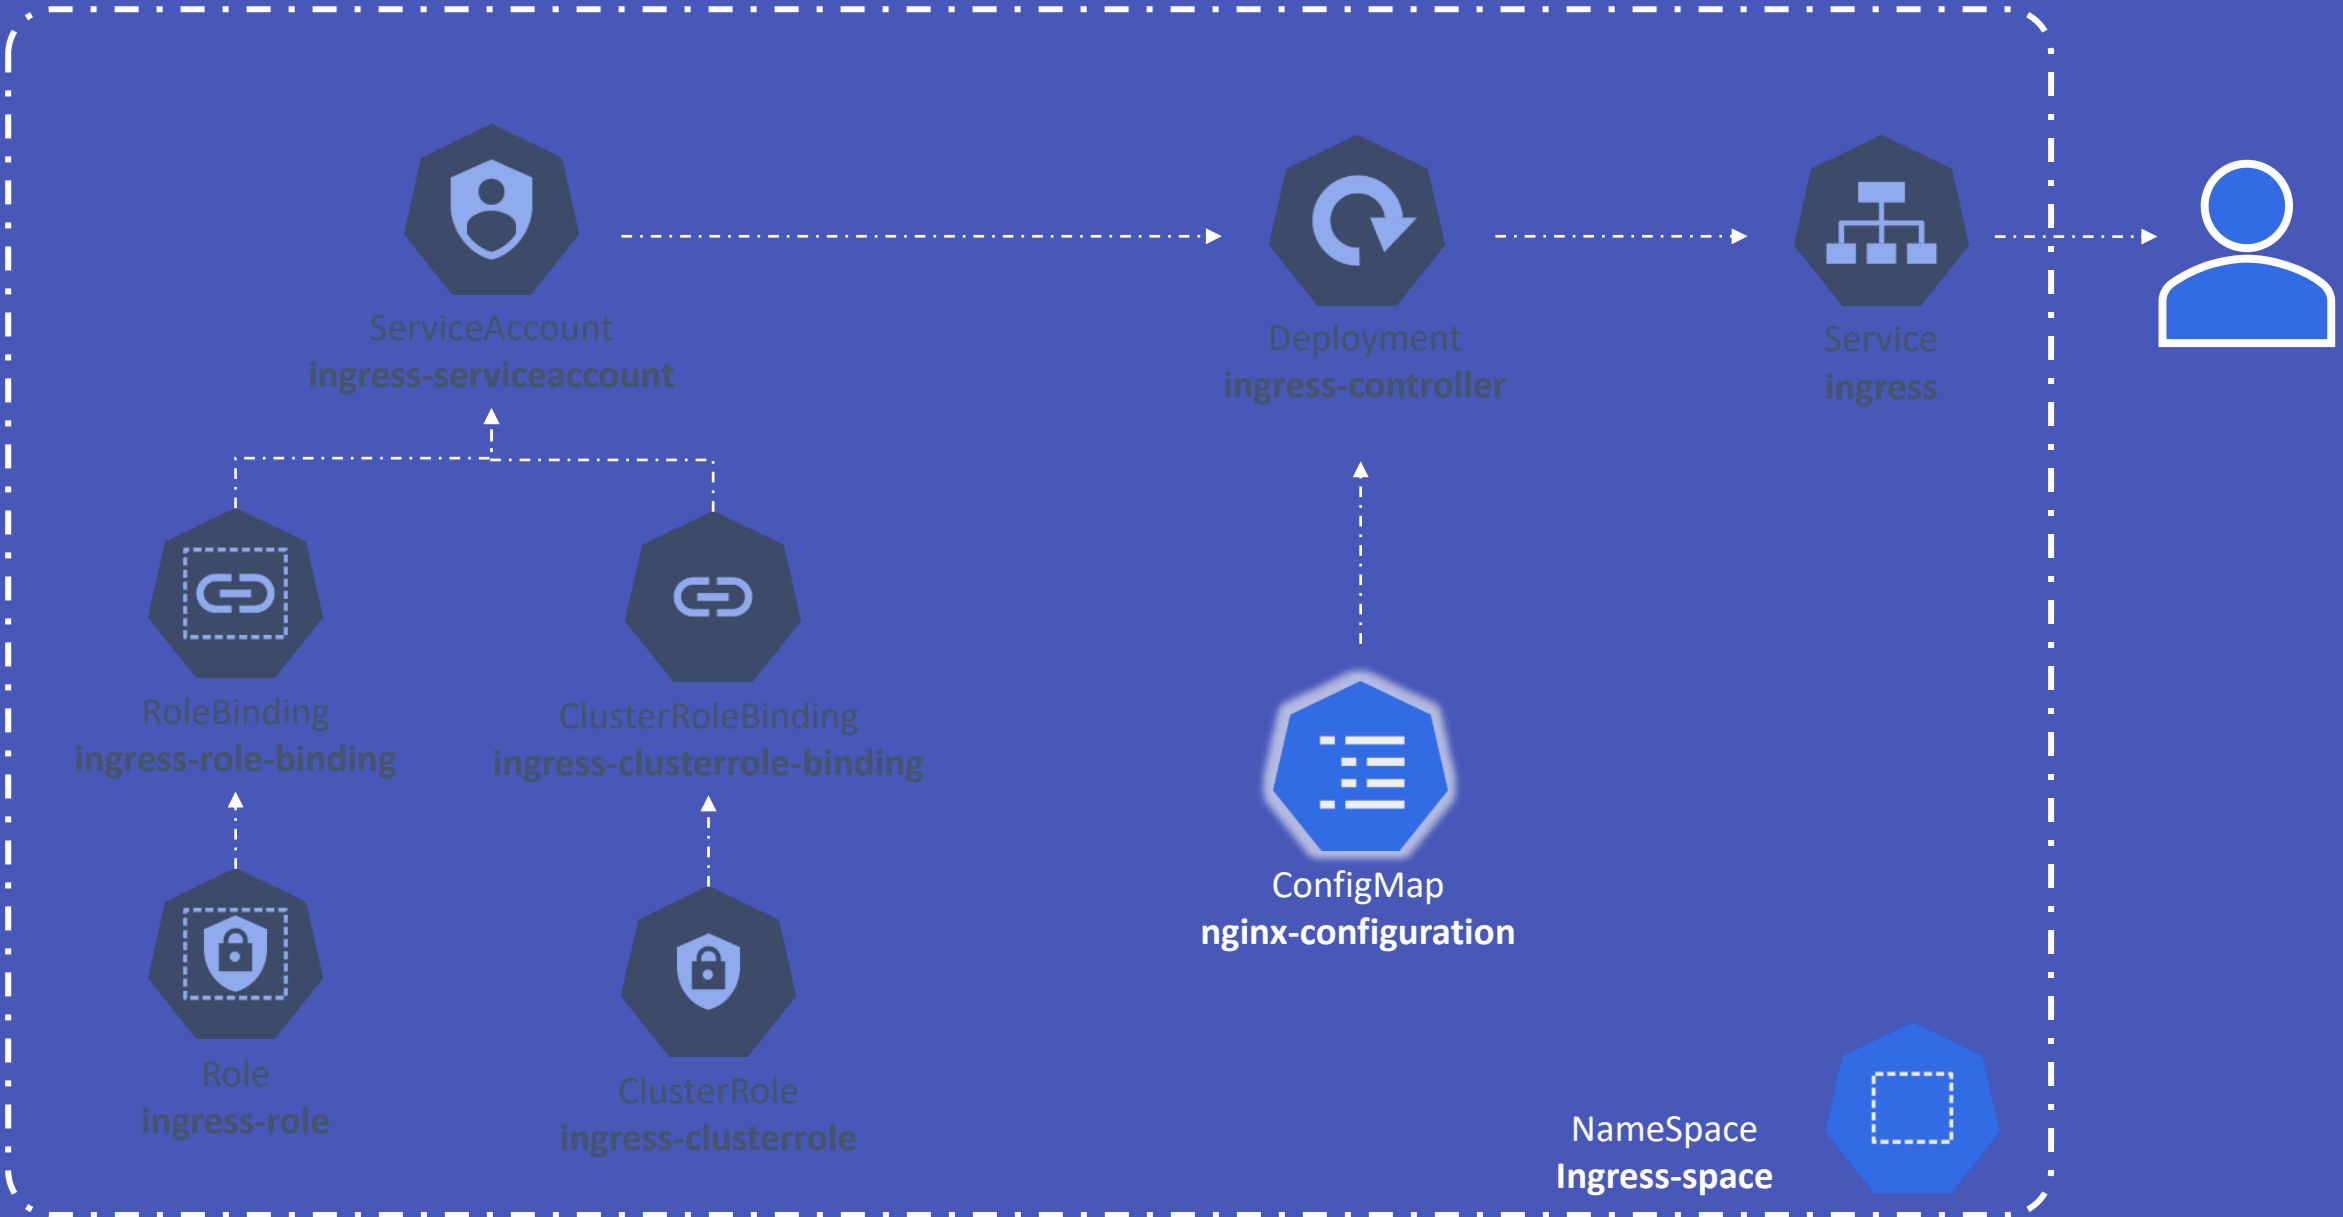 ServiceAccount
ingress-serviceaccount
Deployment
ingress-controller
Service
ingress
RoleBinding
ingress-role-binding
ClusterRoleBinding
ingress-clusterrole-binding
ConfigMap
nginx-configuration
Role
ingress-role
ClusterRole
ingress-clusterrole
NameSpace
Ingress-space